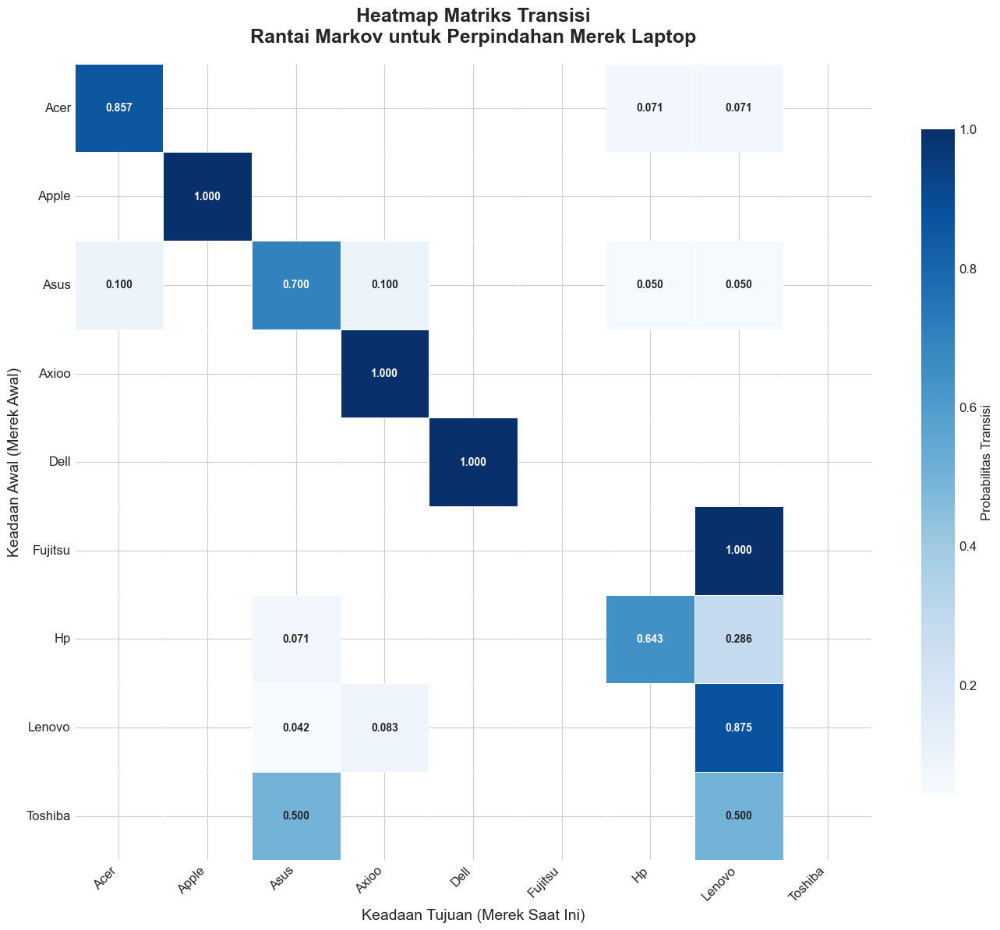 Heatmap Matriks Transisi
Rantai Markov untuk Perpindahan Merek Laptop
Keadaan Awal (Merek Awal)
Acer 0.857 0.071 0.071
Apple 1.000
Asus 0.100 0.700 0.100 0.050 0.050
Axioo 1.000
Dell 1.000
Fujitsu 1.000
Hp 0.071 0.643 0.286
Lenovo 0.042 0.083 0.875
Toshiba 0.500 0.500
Acer Apple Asus Axioo Dell Fujitsu Hp Lenovo Toshiba
Keadaan Tujuan (Merek Saat Ini)
1.0
0.8
0.6
0.4
0.2
Probabilitas Transisi